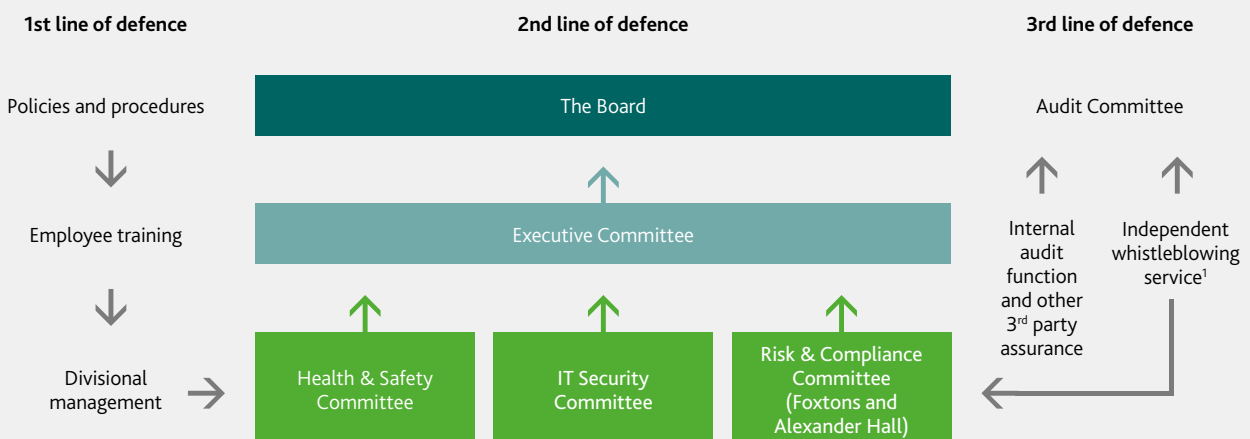 1st line of defence
2nd line of defence
3rd line of defence
Policies and procedures
The Board
Audit Committee
Employee training
Executive Committee
Internal
audit
function
and other
3rd party
assurance
Independent
whistleblowing
service1
Divisional
management
Health & Safety
Committee
IT Security
Committee
Risk & Compliance
Committee
(Foxtons and
Alexander Hall)